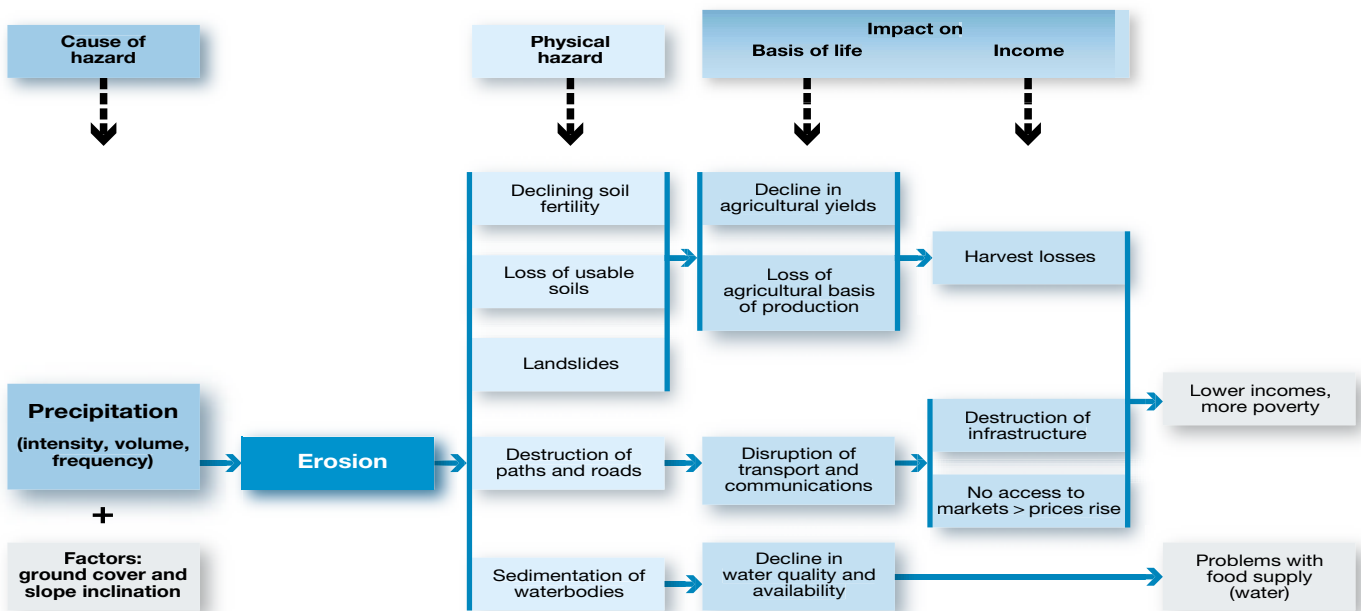 Cause of
hazard
Physical
hazard
Impact on
Basis of life
Income
Declining soil
fertility
Loss of usable
soils
Landslides
Decline in
agricultural yields
Loss of
agricultural basis
of production
Harvest losses
Precipitation
(intensity, volume,
frequency)
+
Factors:
ground cover and
slope inclination
Erosion
Destruction of
paths and roads
Disruption of
transport and
communications
Destruction of
infrastructure
No access to
markets > prices rise
Lower incomes,
more poverty
Sedimentation of
waterbodies
Decline in
water quality and
availability
Problems with
food supply
(water)